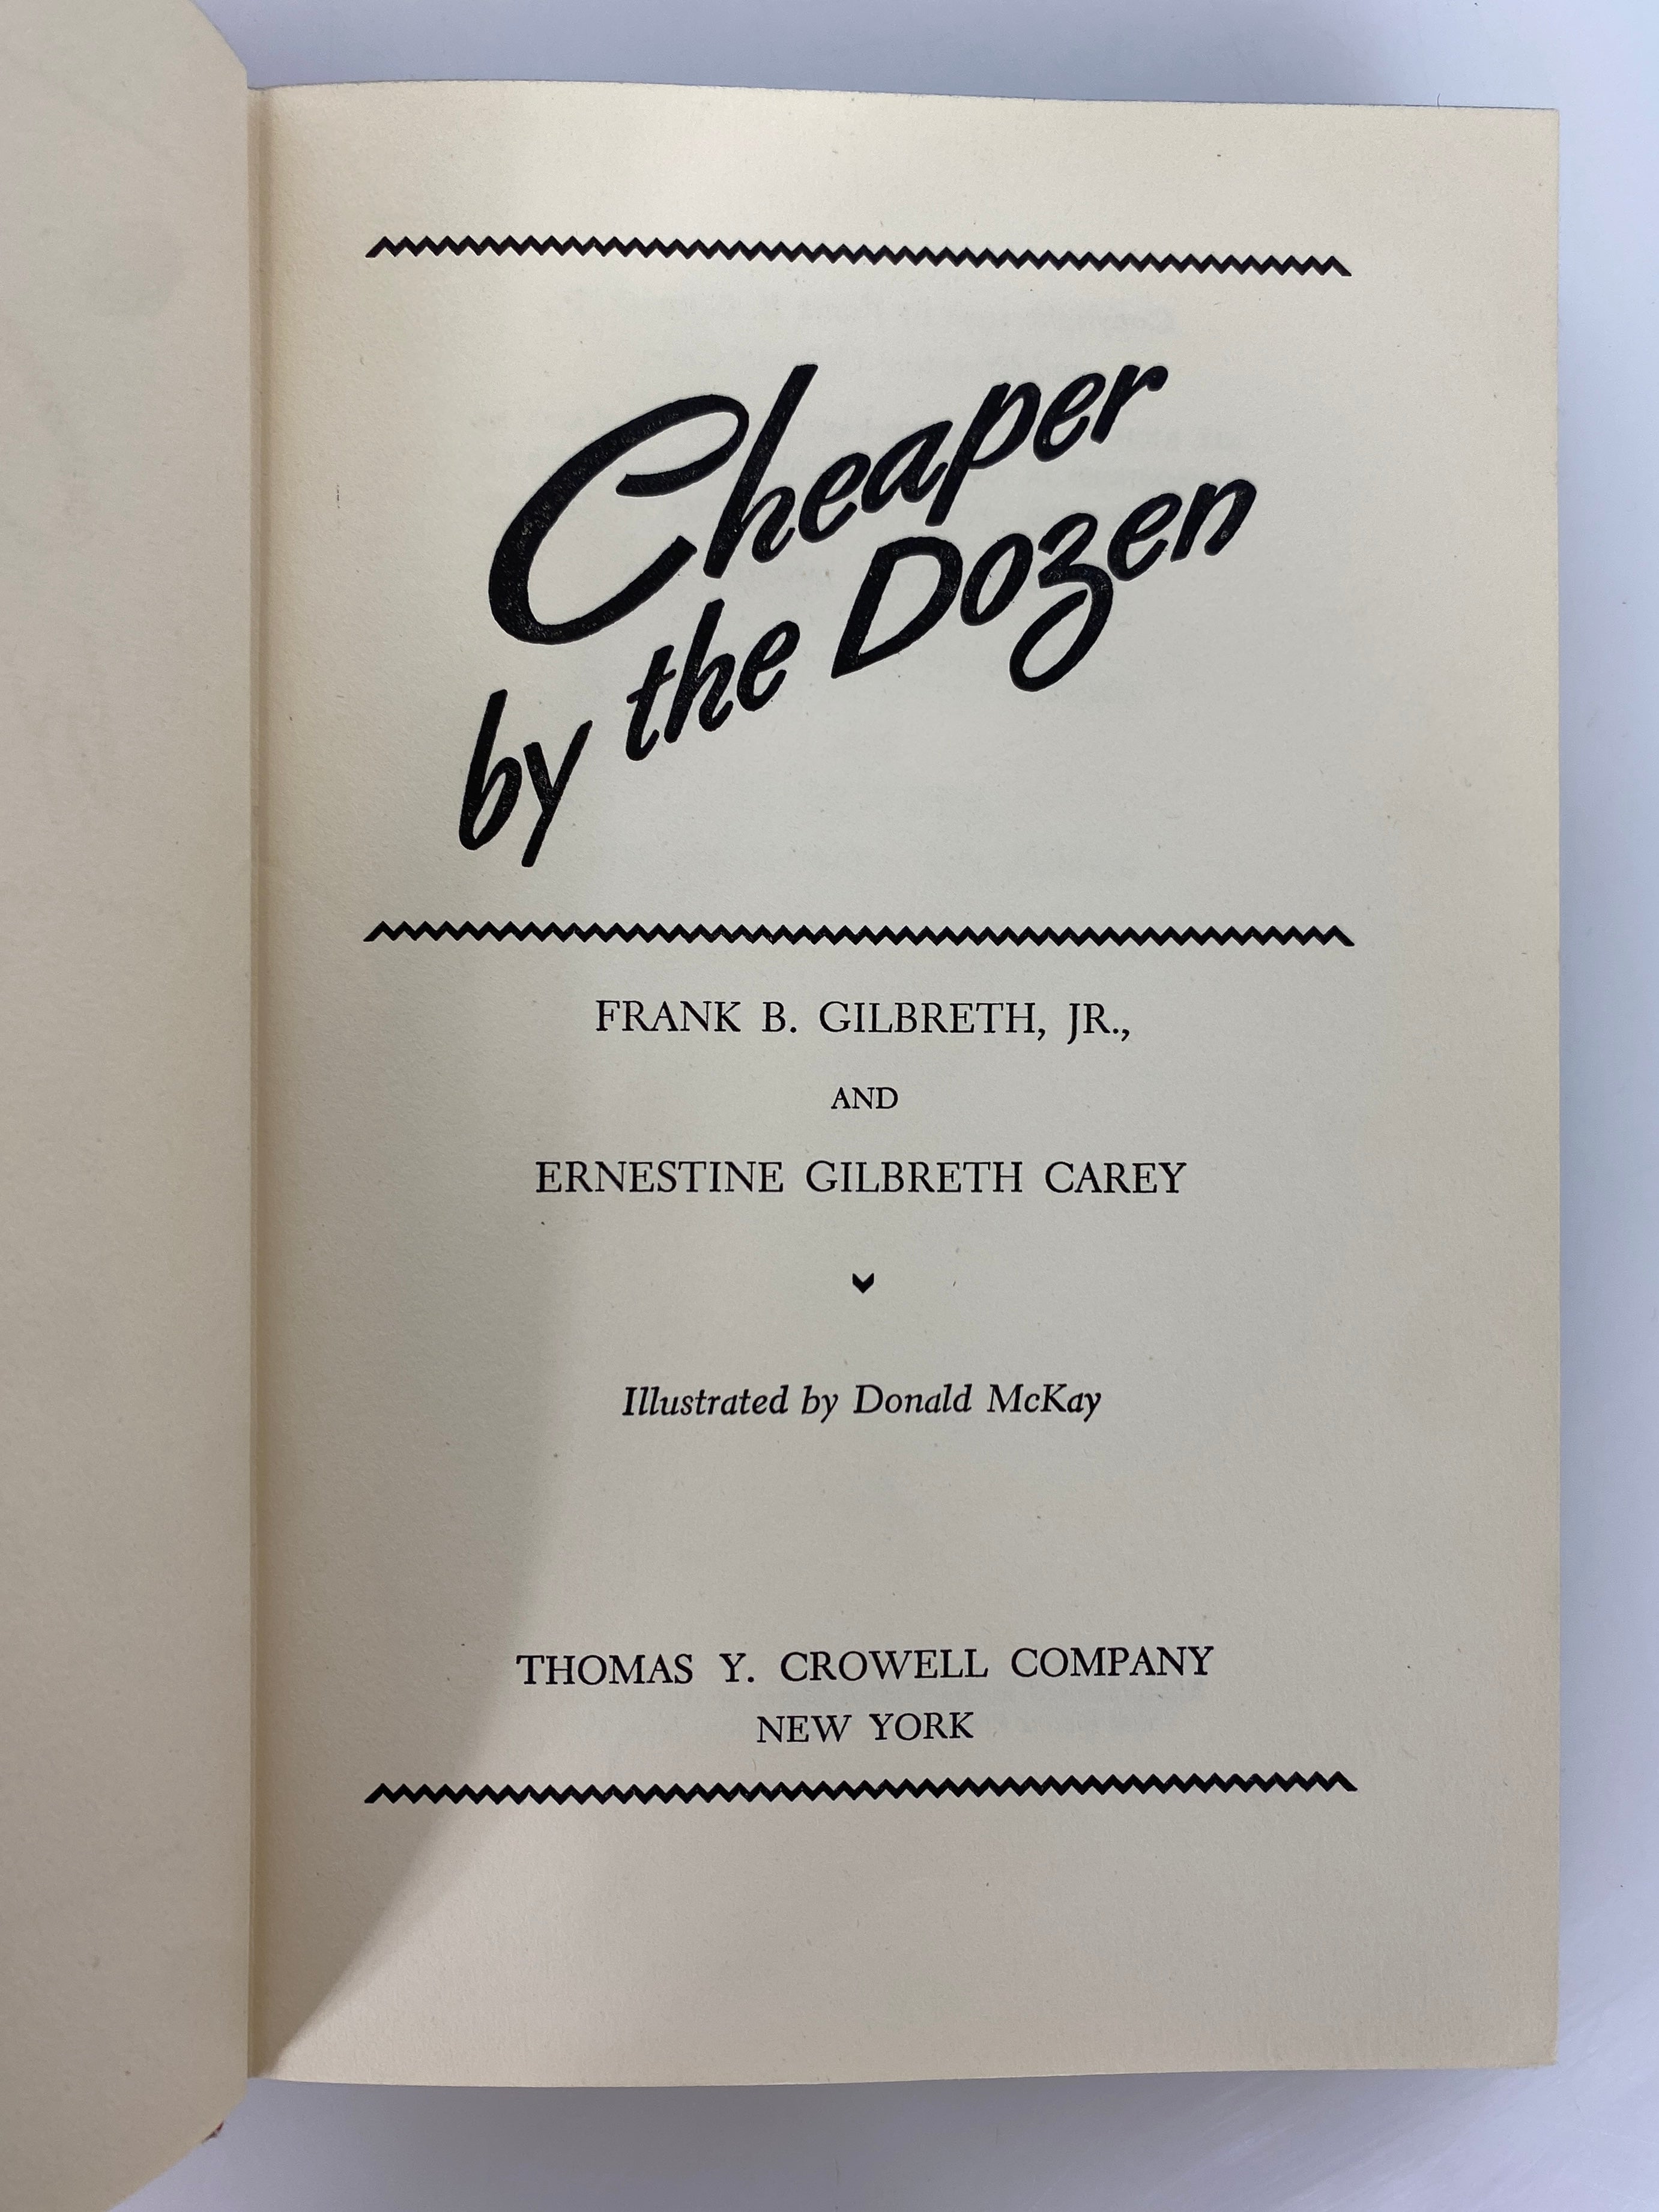 Cheaper
by the Dozen
FRANK B. GILBRETH, JR.,
AND
ERNESTINE GILBRETH CAREY
Illustrated by Donald McKay
THOMAS Y. CROWELL COMPANY
NEW YORK